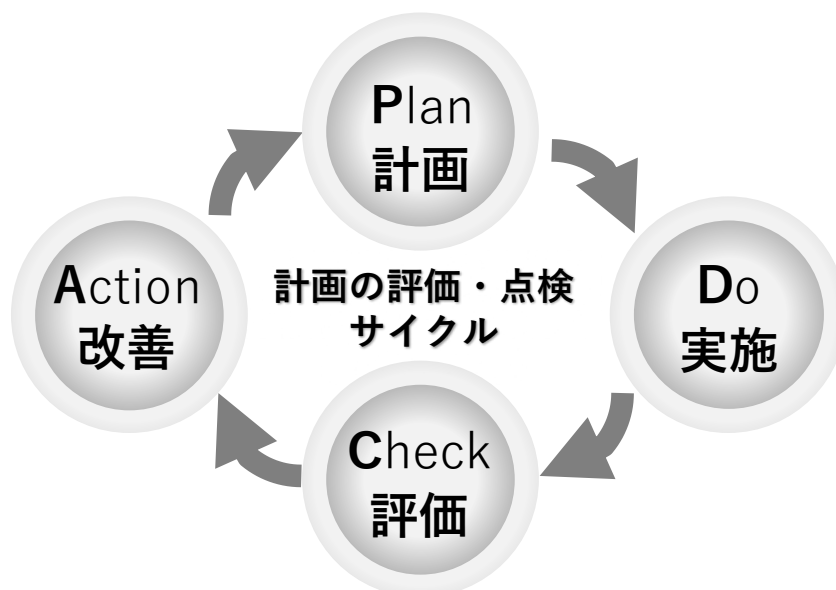 Plan
計画
Do
実施
Check
評価
Action
改善
計画の評価・点検
サイクル